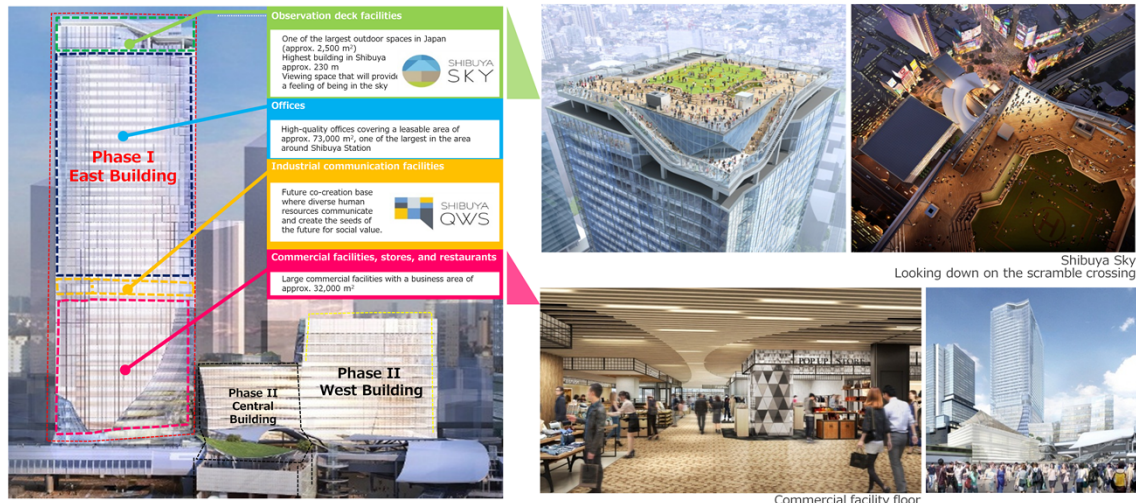 Observation deck facilities
One of the largest outdoor spaces in Japan
(approx. 2,500 m²)
Highest building in Shibuya
approx. 230 m
Viewing space that will provide
a feeling of being in the sky
SHIBUYA
SKY
Offices
High-quality offices covering a leasable area of
approx. 73,000 m², one of the largest in the area
around Shibuya Station
Industrial communication facilities
Future co-creation base
where diverse human
resources communicate
and create the seeds of
the future for social value.
SHIBUYA
QWS
Commercial facilities, stores, and restaurants
Large commercial facilities with a business area of
approx. 32,000 m²
Phase I
East Building
Phase II
Central
Building
Phase II
West Building
Shibuya Sky
Looking down on the scramble crossing
POP UP STORE
Commercial facility floor